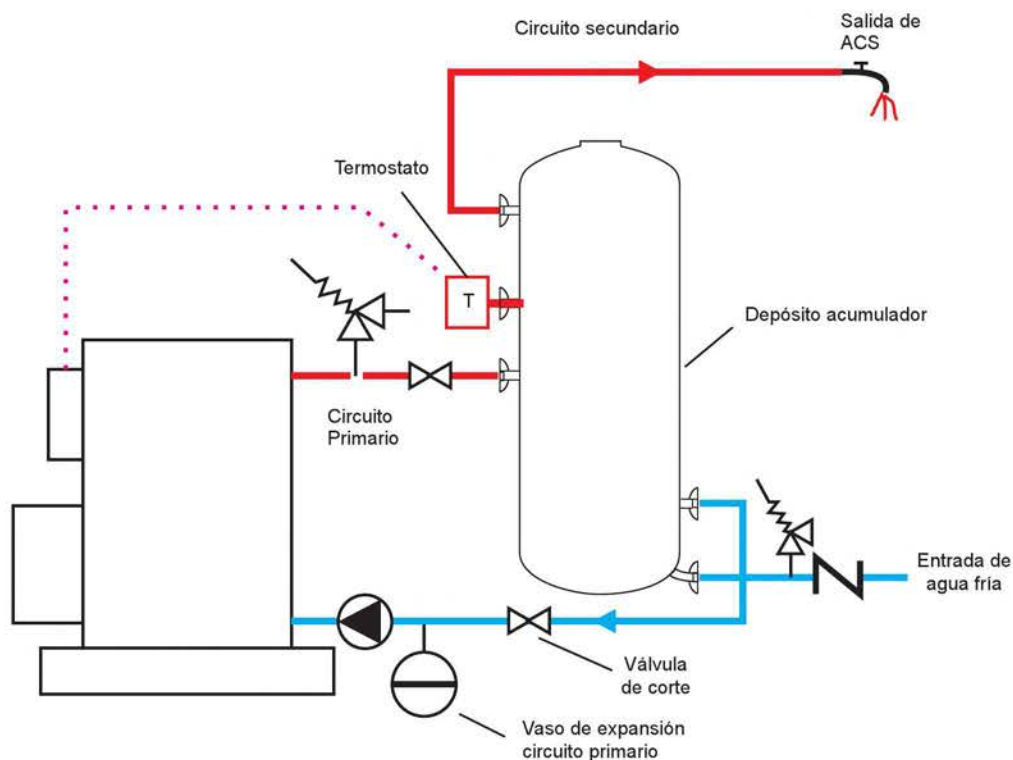 Circuito secundario
Salida de
ACS
Termostato
T
Depósito acumulador
Circuito
Primario
Entrada de
agua fría
Válvula
de corte
Vaso de expansión
circuito primario